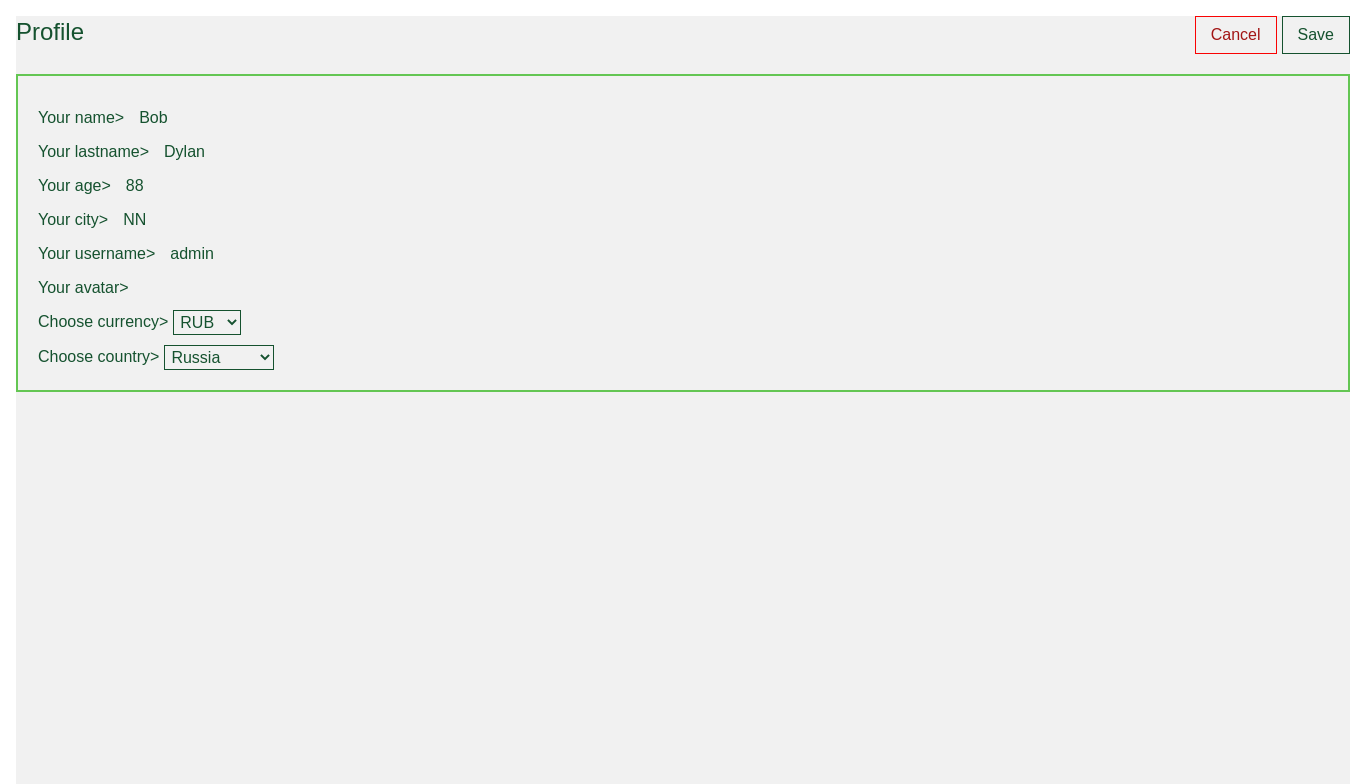 Profile
Cancel Save
Your name> Bob
Your lastname> Dylan
Your age> 88
Your city> NN
Your username> admin
Your avatar>
Choose currency> RUB
Choose country> Russia